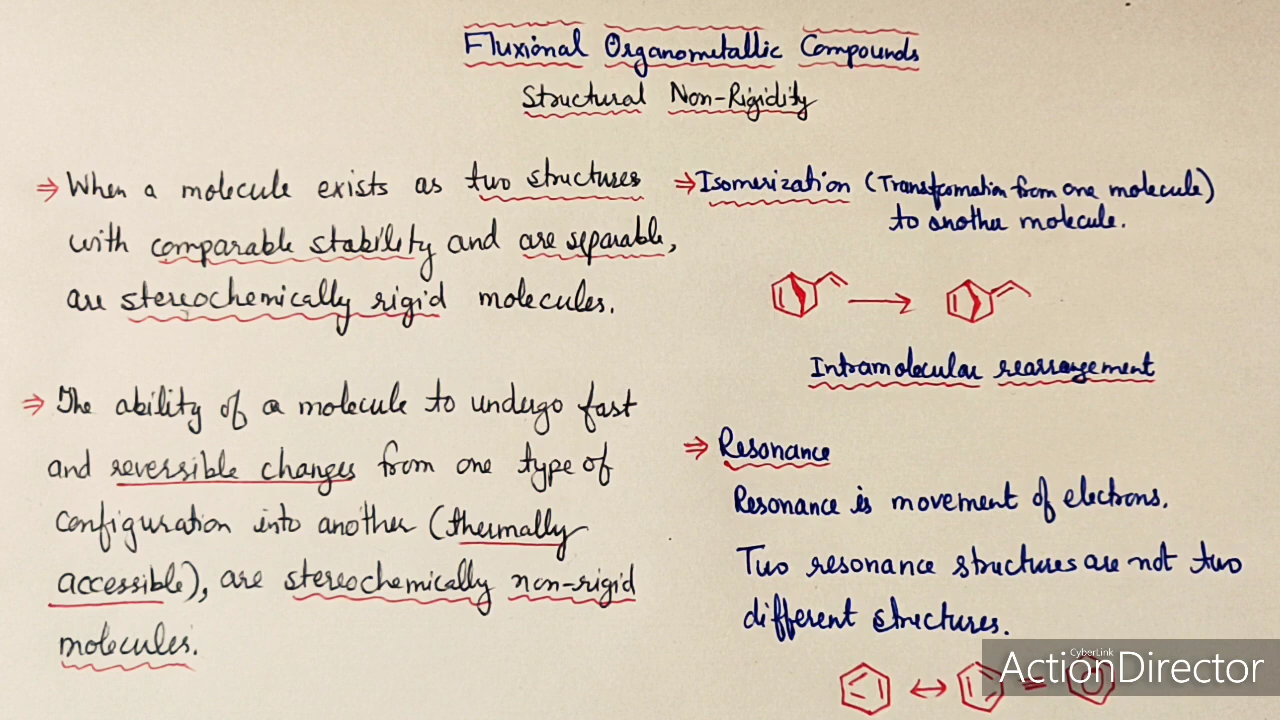 Fluxional Organometallic Compounds
Structural Non-Rigidity
⇒ When a molecule exists as two structures
with comparable stability and are separable,
are stereochemically rigid molecules.
⇒ The ability of a molecule to undergo fast
and reversible changes from one type of
configuration into another (thermally
accessible), are stereochemically non-rigid
molecules.
⇒ Isomerization (Transformation from one molecule)
to another molecule.
Intramolecular rearrangement
⇒ Resonance
Resonance is movement of electrons.
Two resonance structures are not two
different structures.
CyberLink
ActionDirector